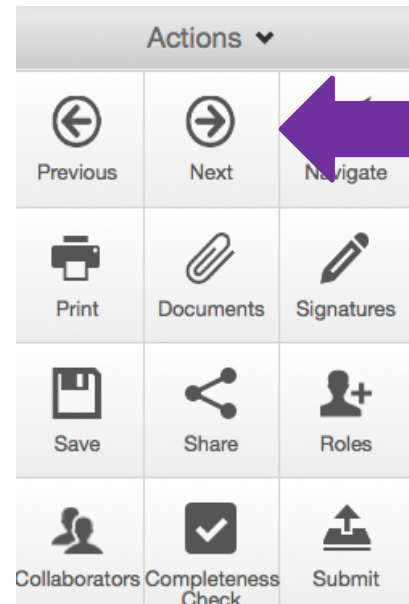 Actions
Previous Next Navigate
Print Documents Signatures
Save Share Roles
Collaborators Completeness Submit
Check